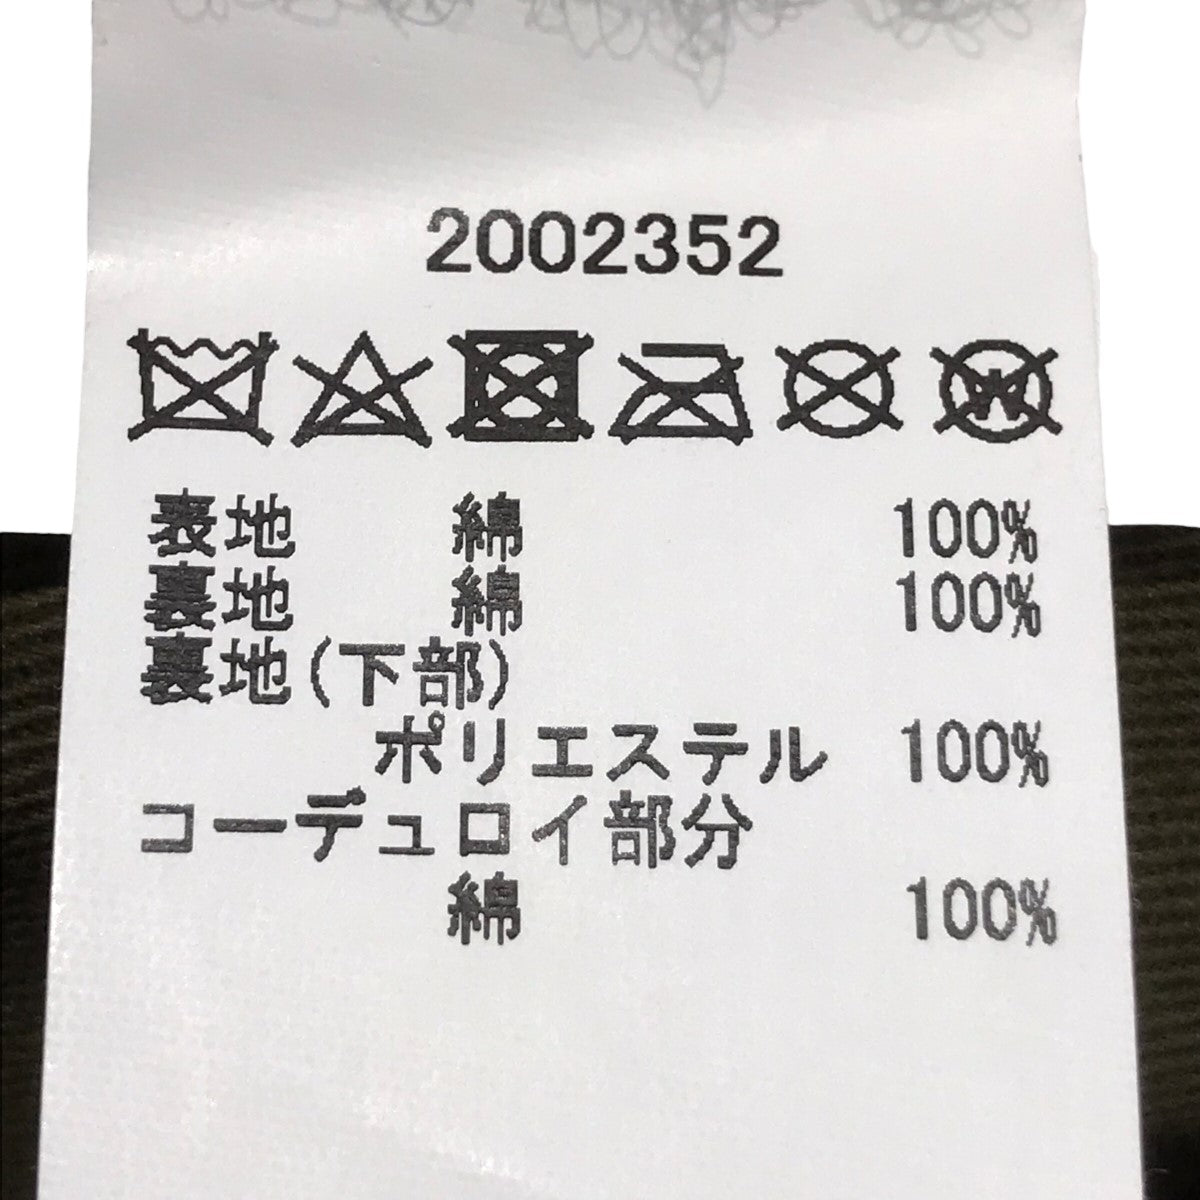 2002352
表地 綿 100%
裏地 綿 100%
裏地(下部)
ポリエステル 100%
コーデュロイ部分
綿 100%